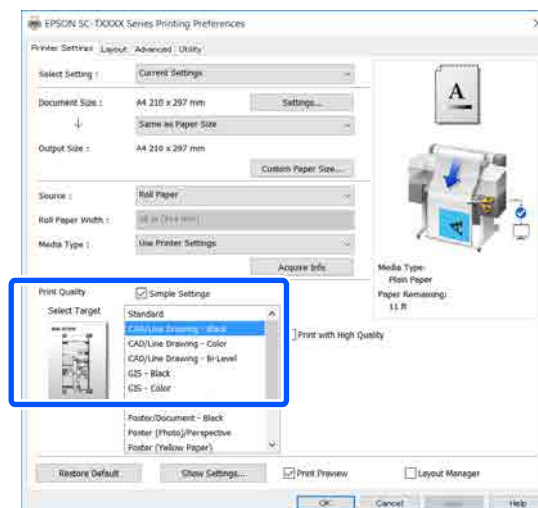 EPSON SC-TXXXX Series Printing Preferences
Printer Settings Layout Advanced Utility
Select Setting : Current Settings
Document Size : A4 210 x 297 mm Settings...
Same as Paper Size
Output Size : A4 210 x 297 mm
Custom Paper Size...
Source : Roll Paper
Roll Paper Width :
Media Type : Use Printer Settings
Acquire Info
Media Type:
Plain Paper
Paper Remaining:
11 ft
Print Quality Simple Settings
Select Target Standard
CAD/Line Drawing - Black
CAD/Line Drawing - Color
CAD/Line Drawing - Bi-Level
GIS - Black
GIS - Color
Poster/Document - Black
Poster (Photo)/Perspective
Poster (Yellow Paper)
Print with High Quality
Restore Default Show Settings... Print Preview Layout Manager
OK Cancel Help